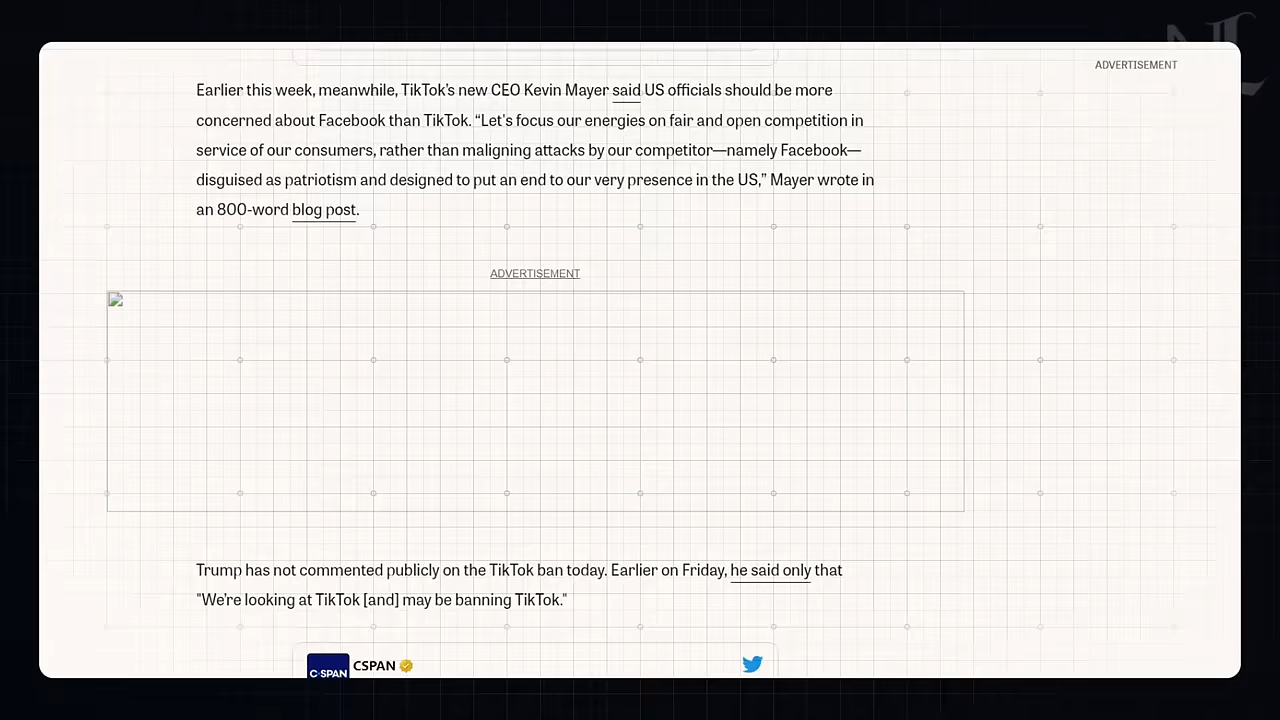 ADVERTISEMENT
Earlier this week, meanwhile, TikTok’s new CEO Kevin Mayer said US officials should be more
concerned about Facebook than TikTok. “Let's focus our energies on fair and open competition in
service of our consumers, rather than maligning attacks by our competitor—namely Facebook—
disguised as patriotism and designed to put an end to our very presence in the US,” Mayer wrote in
an 800-word blog post.
ADVERTISEMENT
Trump has not commented publicly on the TikTok ban today. Earlier on Friday, he said only that
"We’re looking at TikTok [and] may be banning TikTok."
CSPAN
C-SPAN